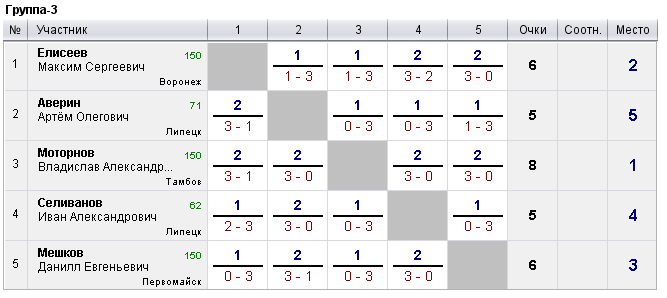 Группа-3
№ Участник 1 2 3 4 5 Очки Соотн. Место
1 Елисеев 150 1 1 2 2 6 2
Максим Сергеевич 1 - 3 1 - 3 3 - 2 3 - 0
Воронеж
2 Аверин 71 2 1 1 1 5 5
Артём Олегович 3 - 1 0 - 3 0 - 3 1 - 3
Липецк
3 Моторнов 150 2 2 2 2 8 1
Владислав Александр... 3 - 1 3 - 0 3 - 0 3 - 0
Тамбов
4 Селиванов 62 1 2 1 1 5 4
Иван Александрович 2 - 3 3 - 0 0 - 3 0 - 3
Липецк
5 Мешков 150 1 2 1 2 6 3
Данилл Евгеньевич 0 - 3 3 - 1 0 - 3 3 - 0
Первомайск